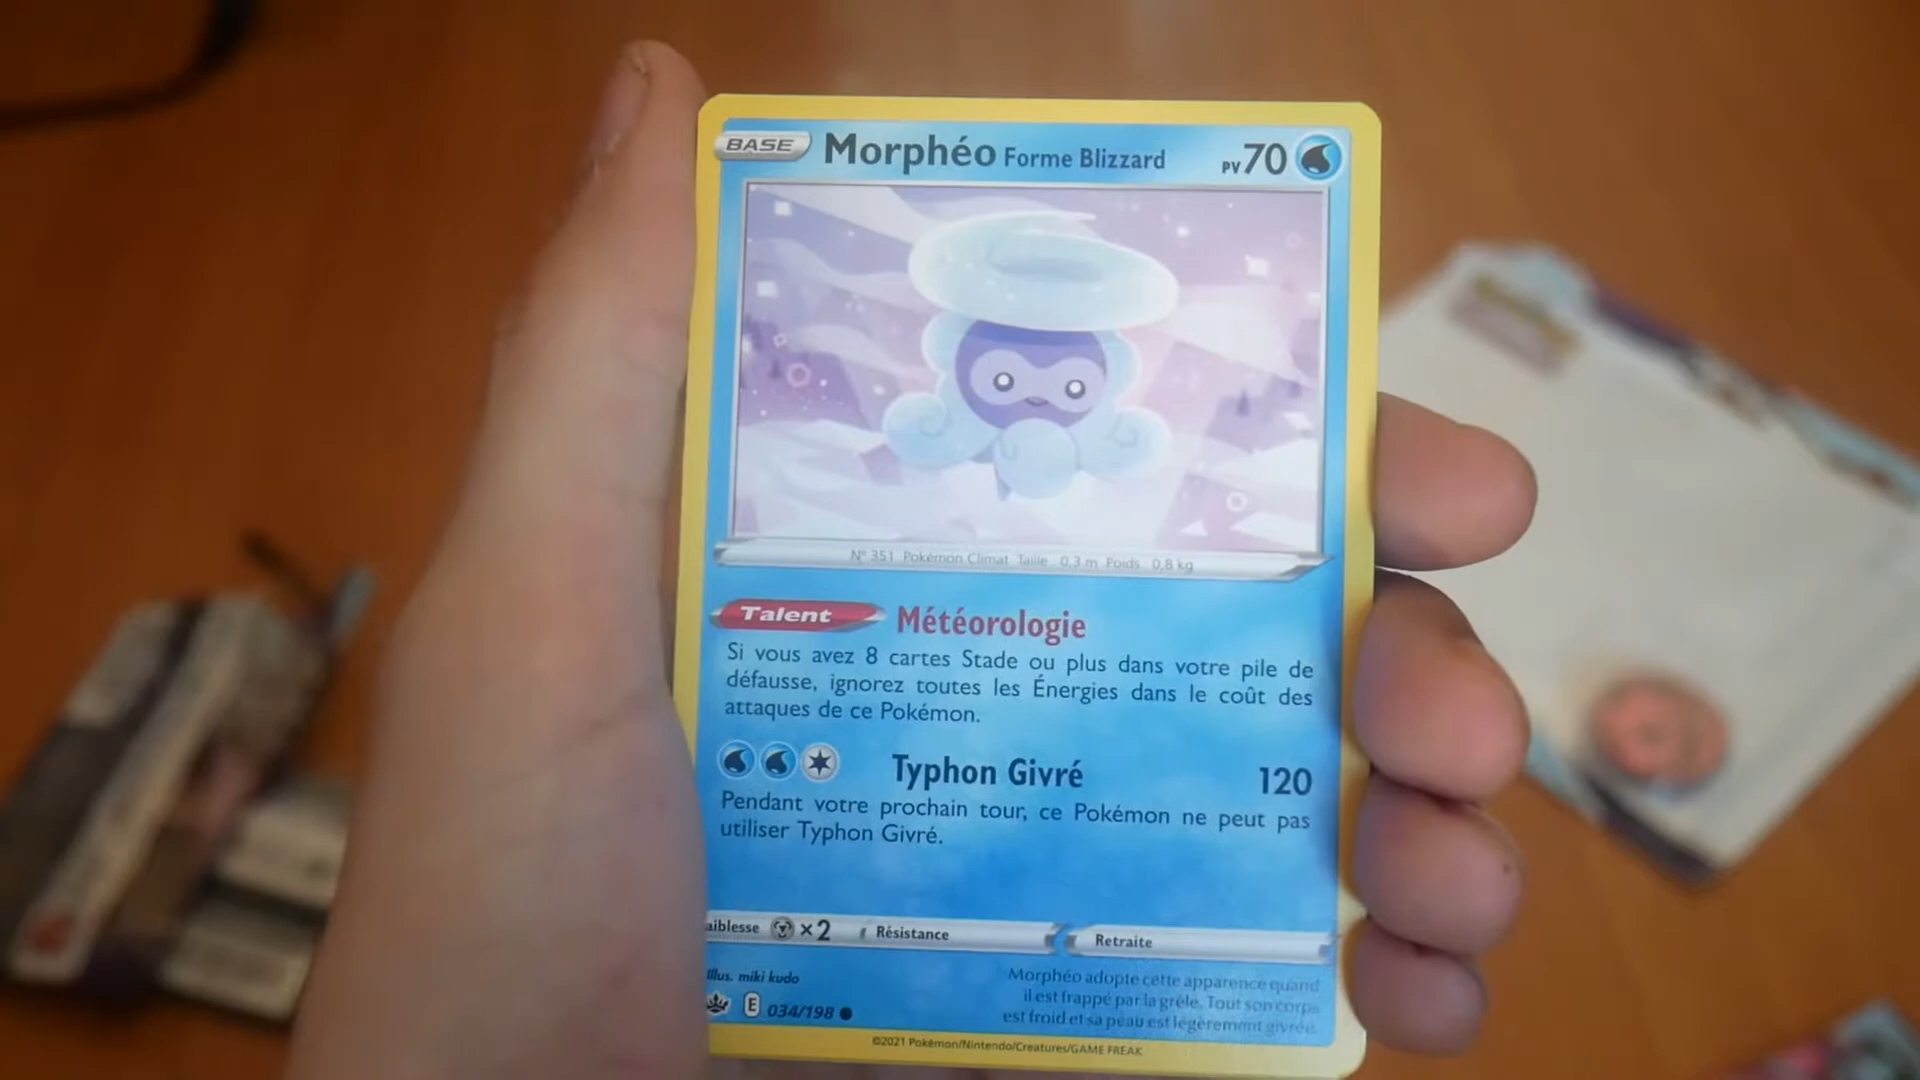 BASE Morphéo Forme Blizzard PV 70
N° 351 Pokémon Climat Taille : 0,3 m Poids : 0,8 kg
Talent Météorologie
Si vous avez 8 cartes Stade ou plus dans votre pile de
défausse, ignorez toutes les Énergies dans le coût des
attaques de ce Pokémon.
Typhon Givré 120
Pendant votre prochain tour, ce Pokémon ne peut pas
utiliser Typhon Givré.
aiblesse ×2 Résistance Retraite
Illus. miki kudo
Morphéo adopte cette apparence quand
il est frappé par la grêle. Tout son corps
est froid et sa peau est légèrement givrée.
E 034/198
©2021 Pokémon/Nintendo/Creatures/GAME FREAK